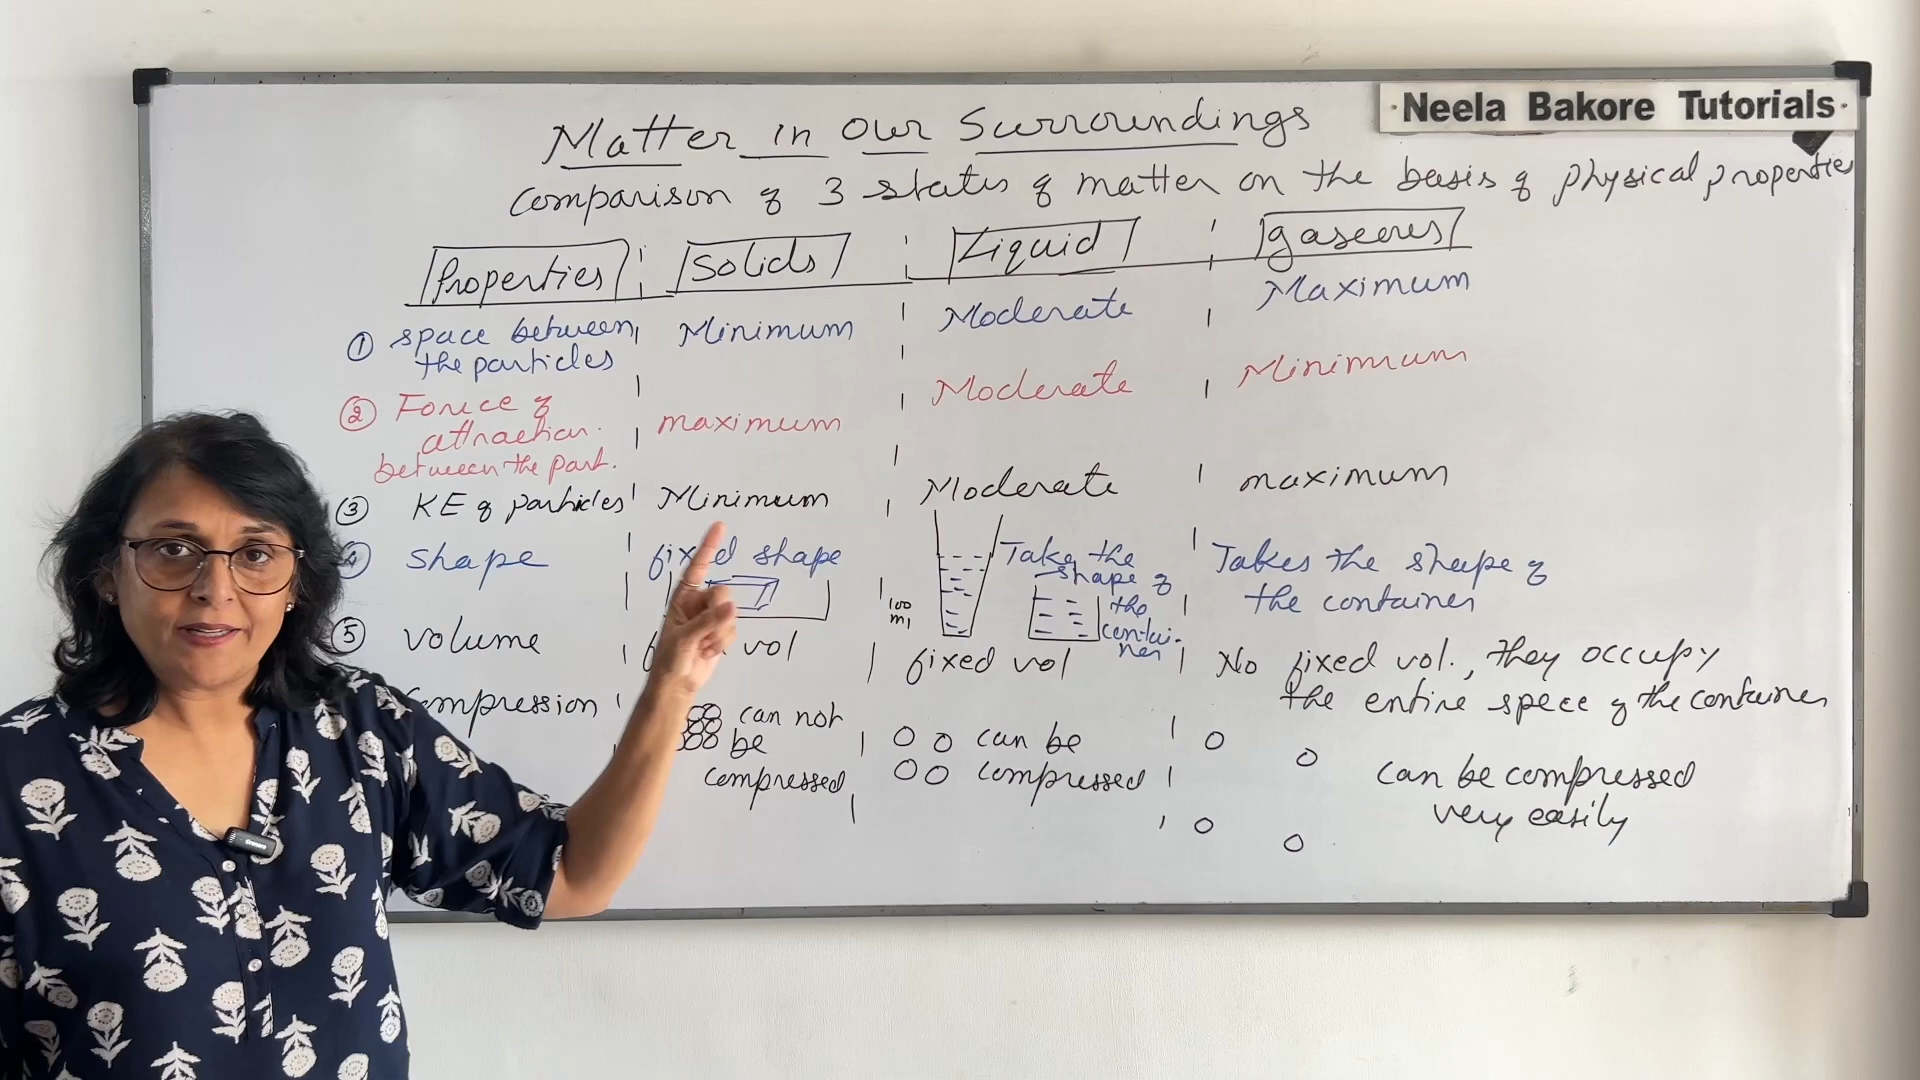 · Neela Bakore Tutorials ·
Matter in Our Surroundings
Comparison of 3 states of matter on the basis of physical propertie
Properties Solids Liquid gaseous
① space between the particles Minimum Moderate Maximum
② Force of attraction between the part. maximum Moderate Minimum
③ KE of particles Minimum Moderate maximum
④ shape fixed shape Take the shape of the container Takes the shape of the container
100 ml
⑤ volume vol fixed vol No fixed vol., they occupy the entire space of the container
compression can not be compressed can be compressed can be compressed very easily